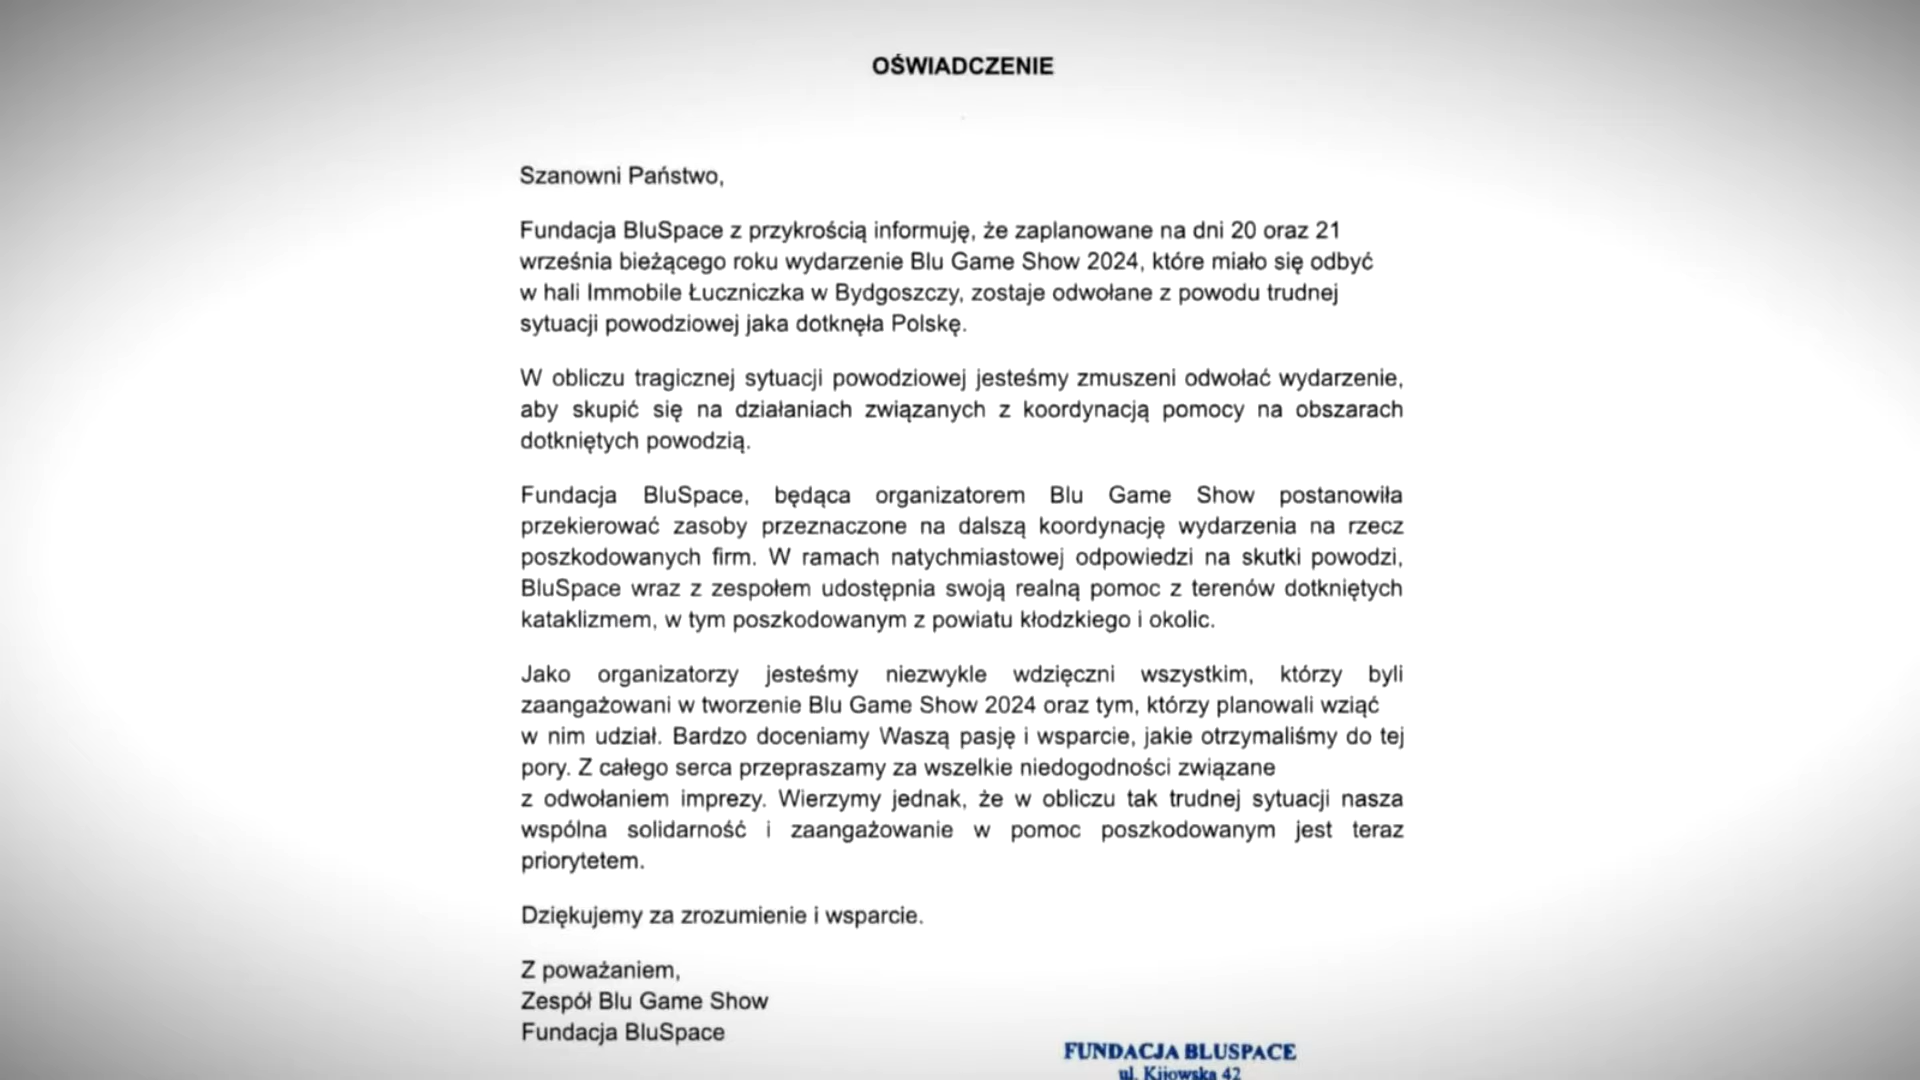 OŚWIADCZENIE
Szanowni Państwo,
Fundacja BluSpace z przykrością informuję, że zaplanowane na dni 20 oraz 21
września bieżącego roku wydarzenie Blu Game Show 2024, które miało się odbyć
w hali Immobile Łuczniczka w Bydgoszczy, zostaje odwołane z powodu trudnej
sytuacji powodziowej jaka dotknęła Polskę.
W obliczu tragicznej sytuacji powodziowej jesteśmy zmuszeni odwołać wydarzenie,
aby skupić się na działaniach związanych z koordynacją pomocy na obszarach
dotkniętych powodzią.
Fundacja BluSpace, będąca organizatorem Blu Game Show postanowiła
przekierować zasoby przeznaczone na dalszą koordynację wydarzenia na rzecz
poszkodowanych firm. W ramach natychmiastowej odpowiedzi na skutki powodzi,
BluSpace wraz z zespołem udostępnia swoją realną pomoc z terenów dotkniętych
kataklizmem, w tym poszkodowanym z powiatu kłodzkiego i okolic.
Jako organizatorzy jesteśmy niezwykle wdzięczni wszystkim, którzy byli
zaangażowani w tworzenie Blu Game Show 2024 oraz tym, którzy planowali wziąć
w nim udział. Bardzo doceniamy Waszą pasję i wsparcie, jakie otrzymaliśmy do tej
pory. Z całego serca przepraszamy za wszelkie niedogodności związane
z odwołaniem imprezy. Wierzymy jednak, że w obliczu tak trudnej sytuacji nasza
wspólna solidarność i zaangażowanie w pomoc poszkodowanym jest teraz
priorytetem.
Dziękujemy za zrozumienie i wsparcie.
Z poważaniem,
Zespół Blu Game Show
Fundacja BluSpace
FUNDACJA BLUSPACE
ul. Kijowska 42